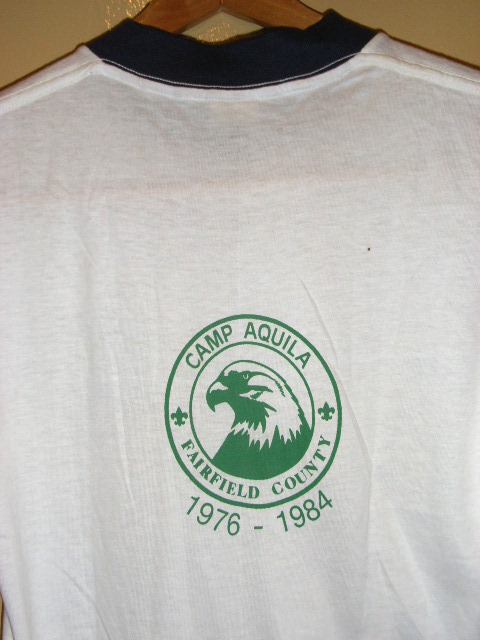 CAMP AQUILA
FAIRFIELD COUNTY
1976 - 1984